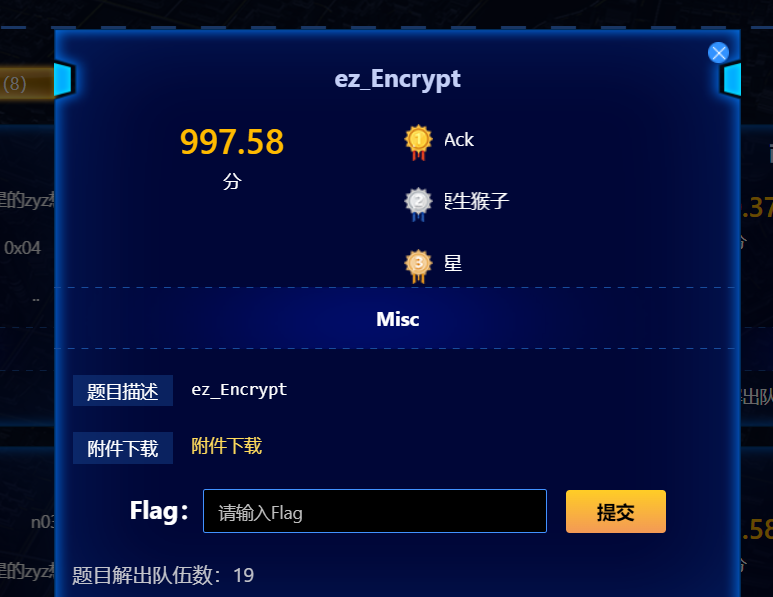 ez_Encrypt
(8)
997.58
分
Ack
生猴子
星
星的zyz
.37
0x04
..
Misc
题目描述
ez_Encrypt
附件下载
附件下载
出队
Flag：
请输入Flag
提交
n03
星的zyz
.58
题目解出队伍数：19